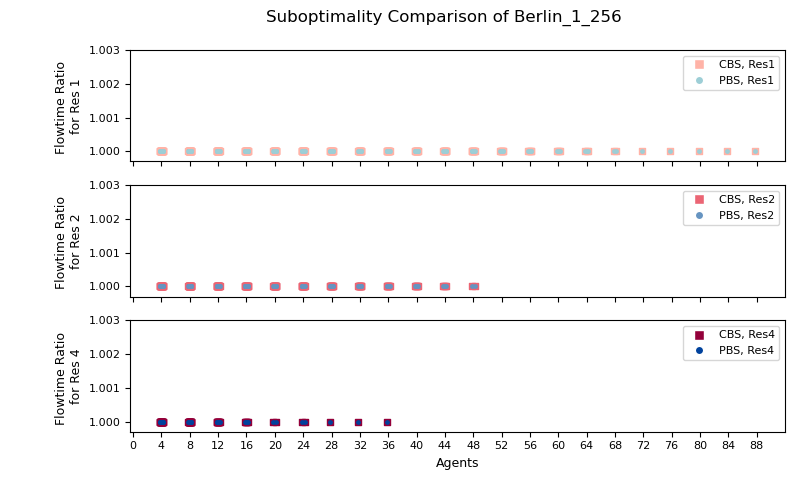 Suboptimality Comparison of Berlin_1_256
Flowtime Ratio
for Res 1
1.003
1.002
1.001
1.000
CBS, Res1
PBS, Res1
Flowtime Ratio
for Res 2
1.003
1.002
1.001
1.000
CBS, Res2
PBS, Res2
Flowtime Ratio
for Res 4
1.003
1.002
1.001
1.000
CBS, Res4
PBS, Res4
0 4 8 12 16 20 24 28 32 36 40 44 48 52 56 60 64 68 72 76 80 84 88
Agents